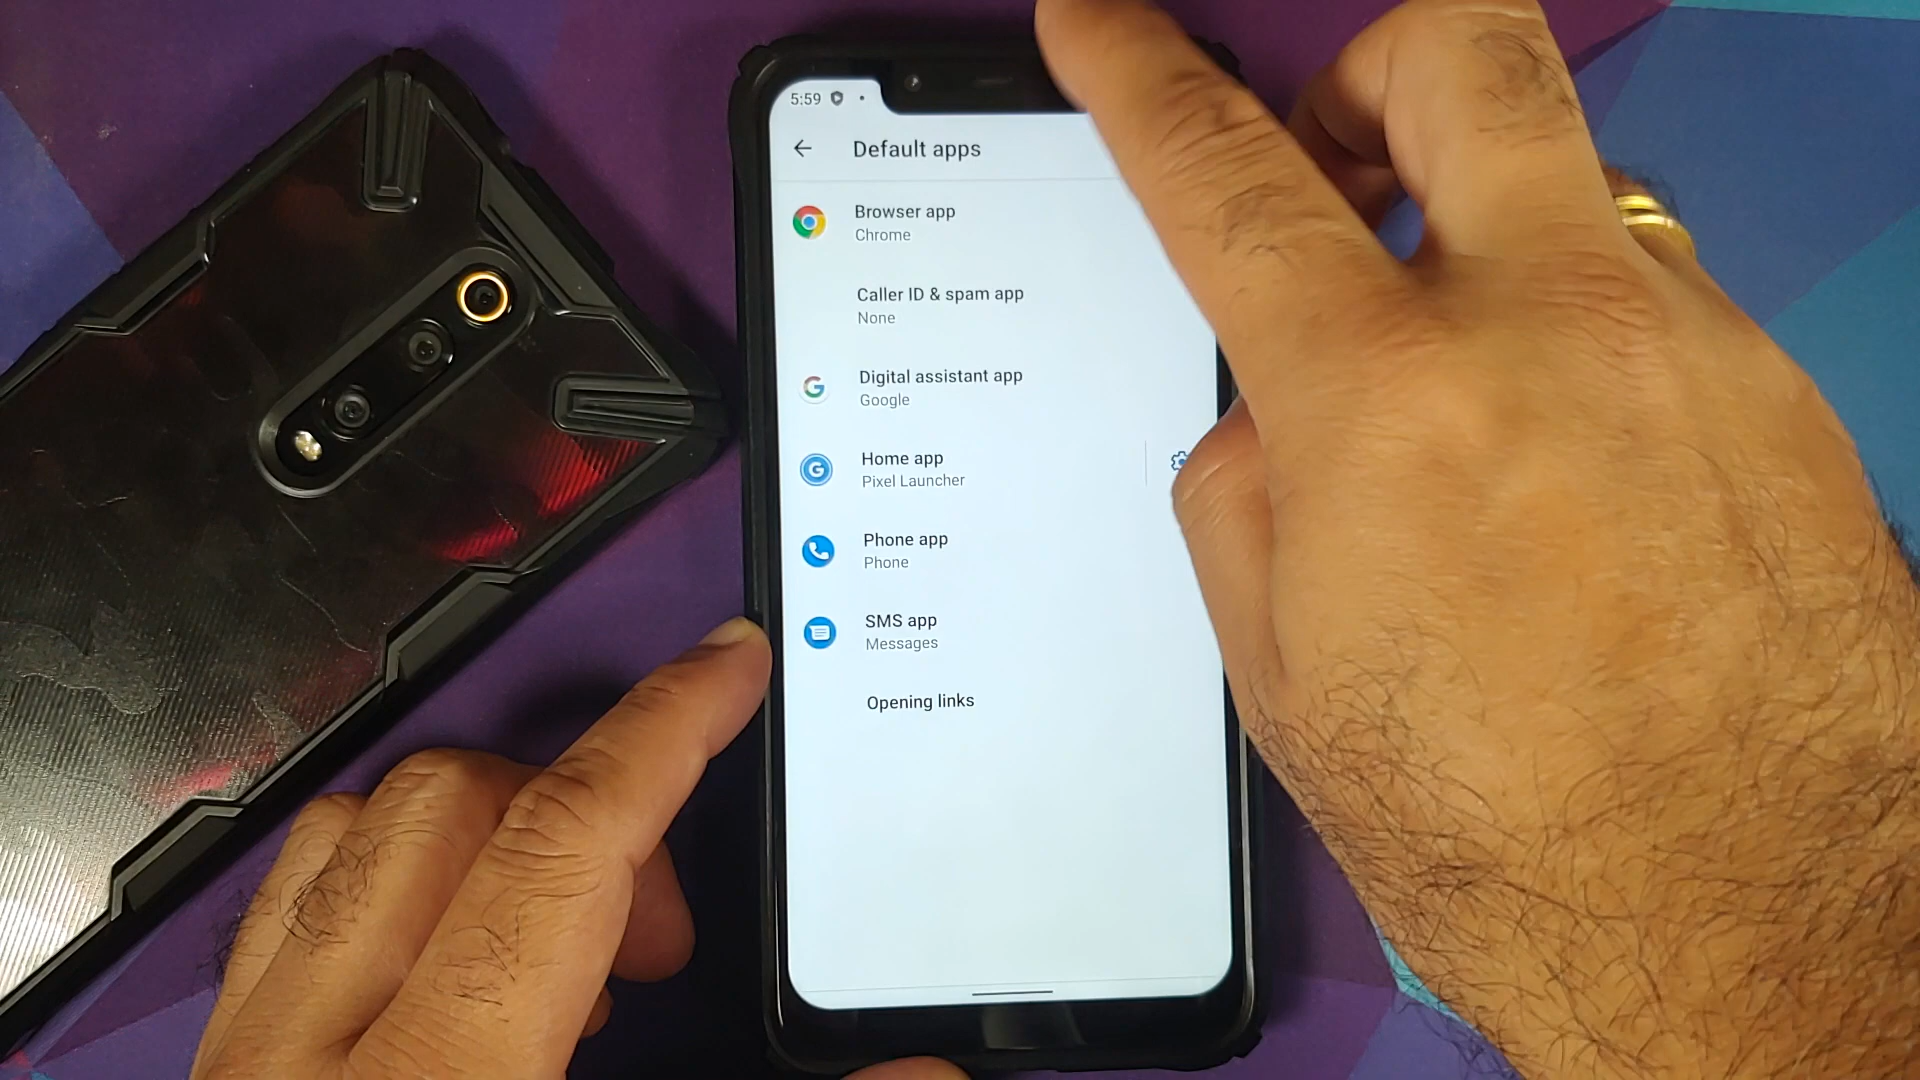 5:59
Default apps
Browser app
Chrome
Caller ID & spam app
None
Digital assistant app
Google
Home app
Pixel Launcher
Phone app
Phone
SMS app
Messages
Opening links